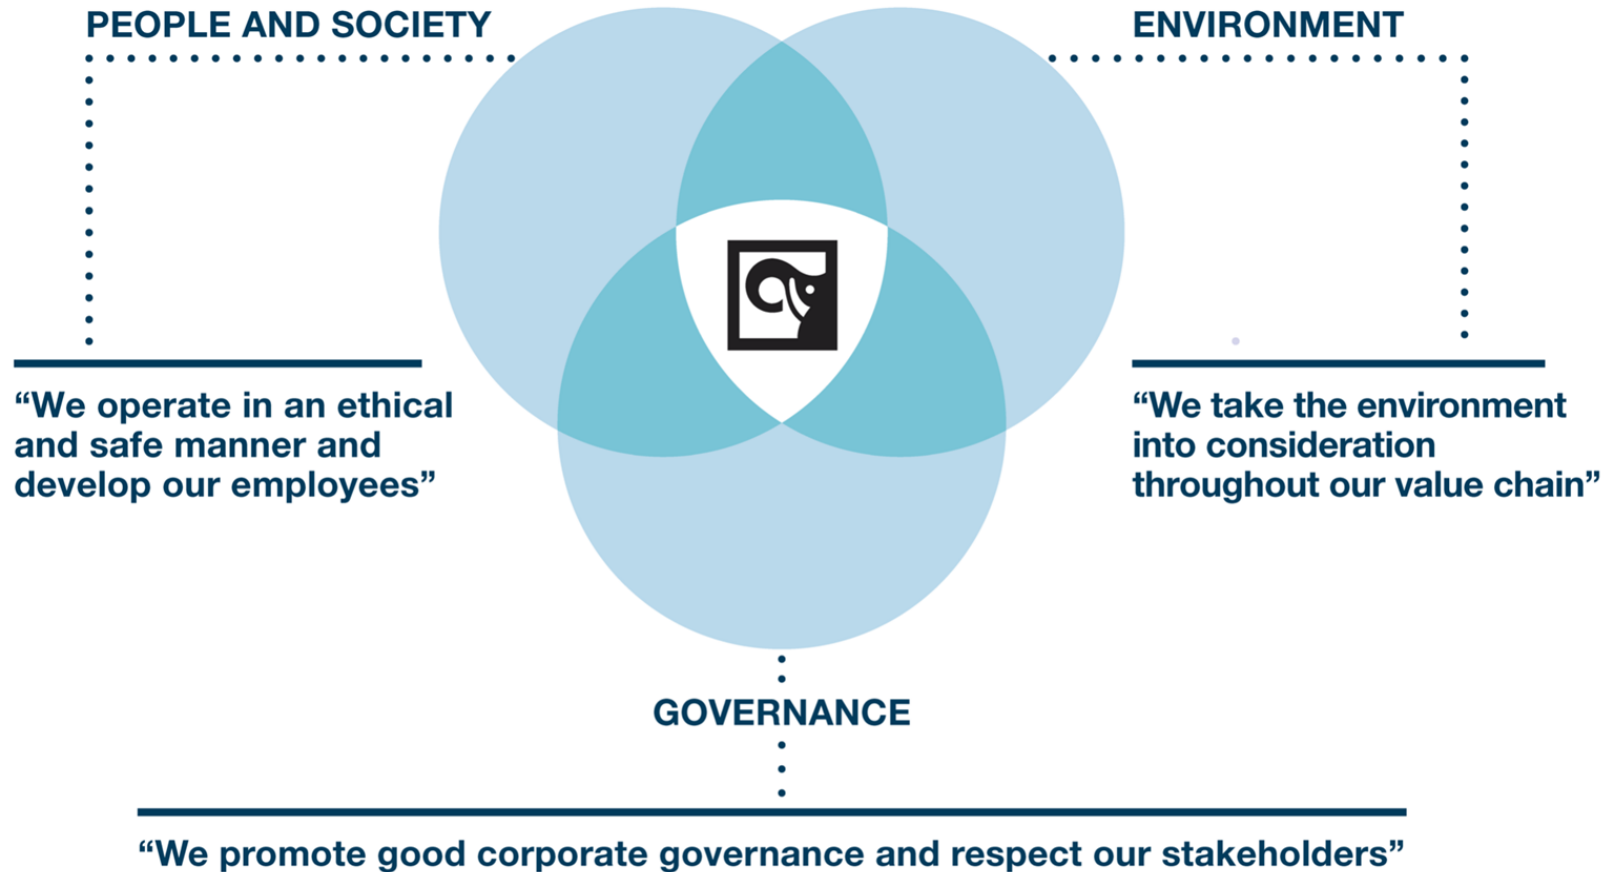 PEOPLE AND SOCIETY
ENVIRONMENT
“We operate in an ethical
and safe manner and
develop our employees”
“We take the environment
into consideration
throughout our value chain”
GOVERNANCE
“We promote good corporate governance and respect our stakeholders”